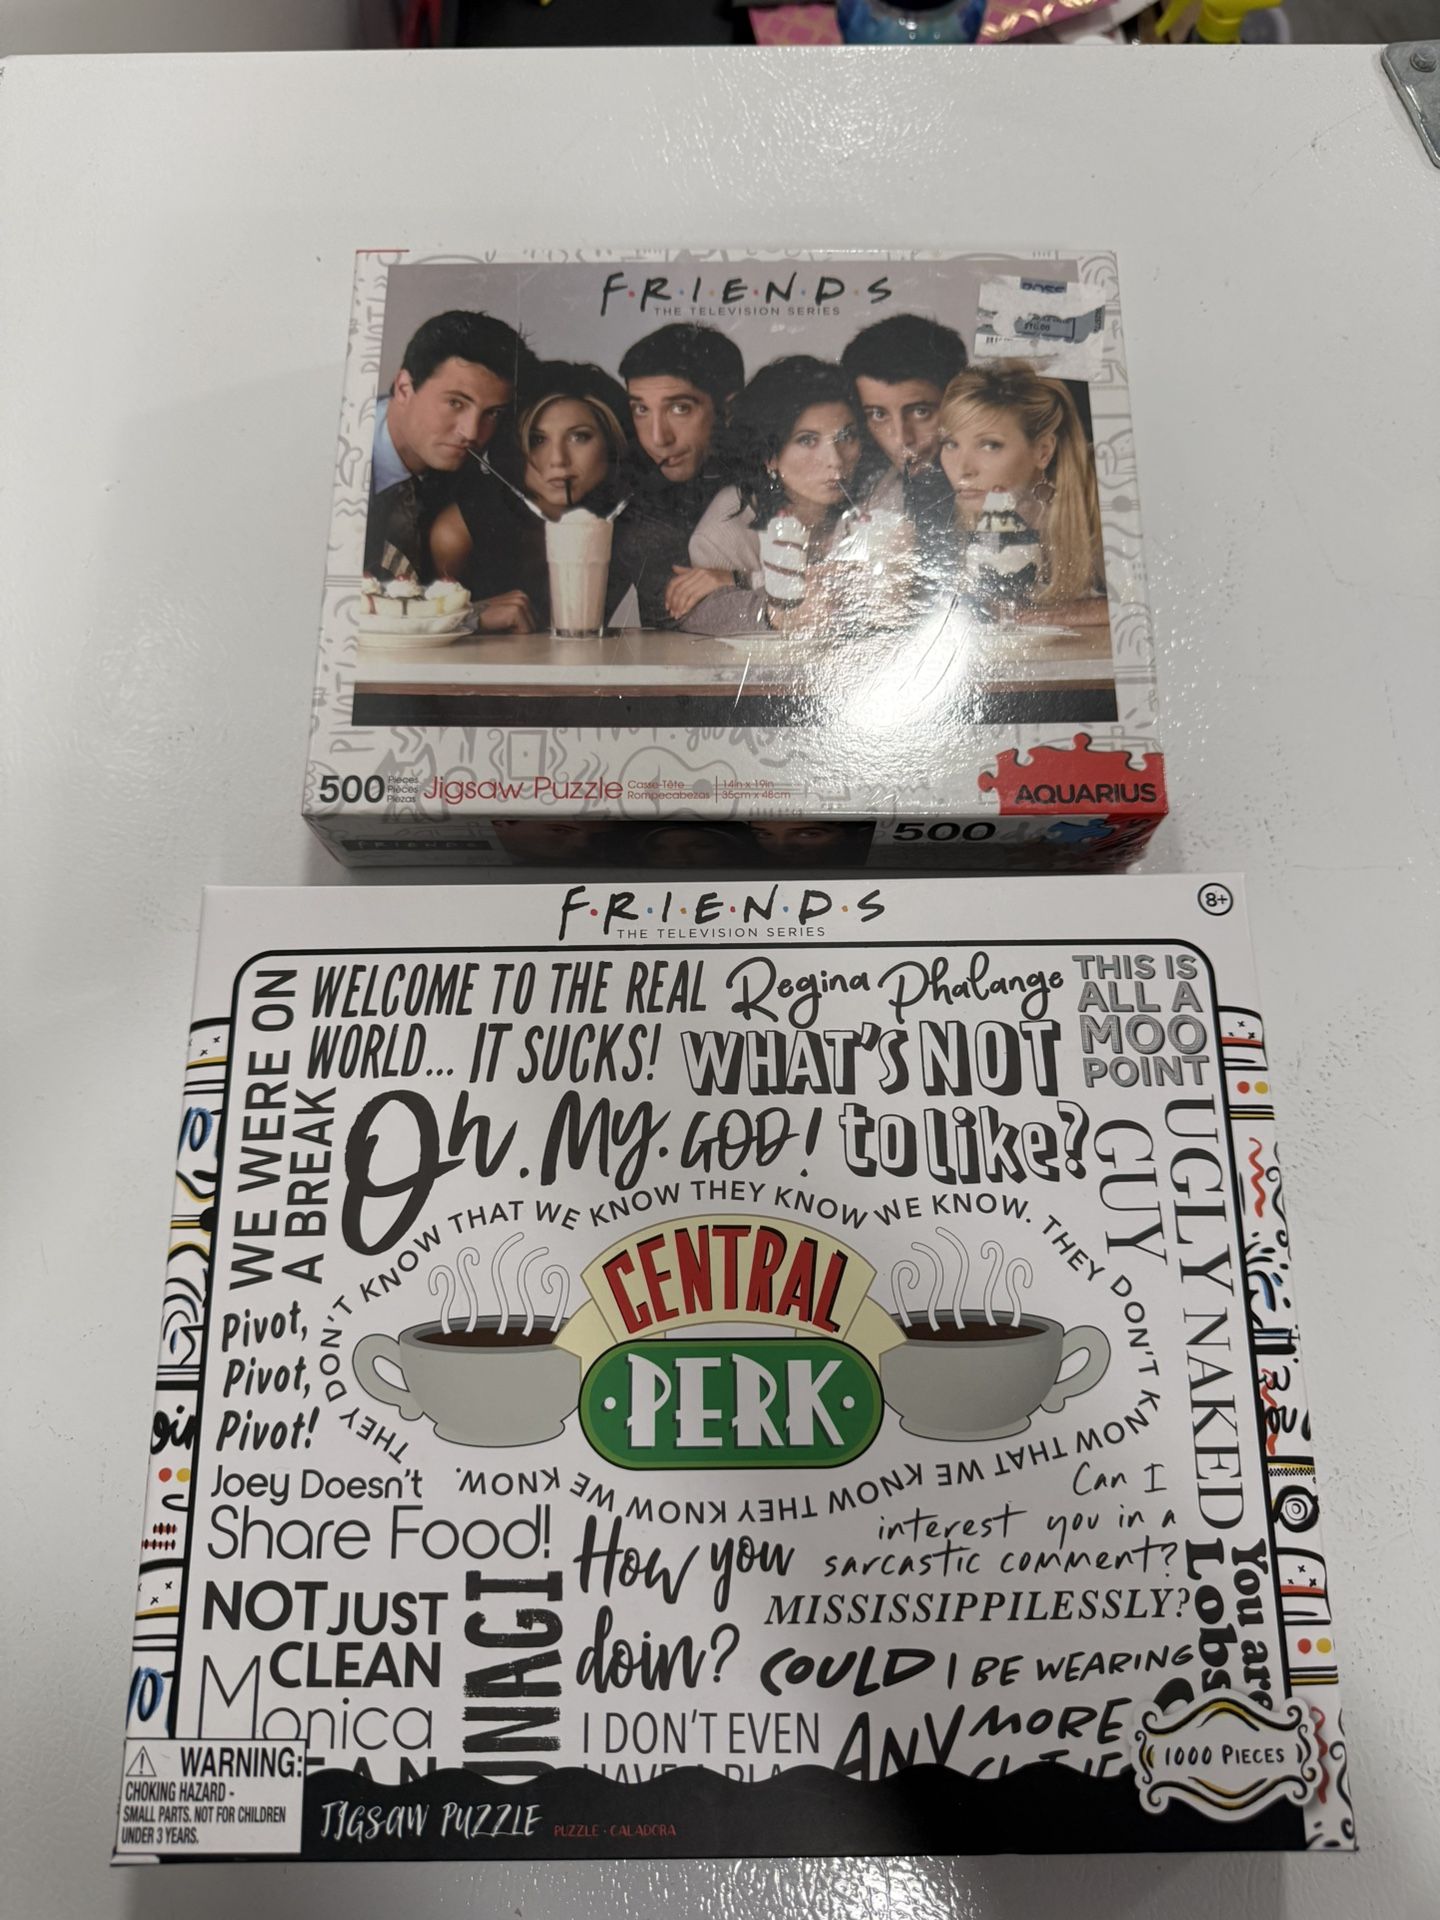 F.R.I.E.N.D.S
THE TELEVISION SERIES
ROSS
$10.00
PIVOT!
500 Pieces
Pièces
Piezas
Jigsaw Puzzle
Casse-Tête
Rompecabezas
14in x 19in
35cm x 48cm
AQUARIUS
FRIENDS
500
F.R.I.E.N.D.S
THE TELEVISION SERIES
8+
WE WERE ON
A BREAK
WELCOME TO THE REAL
WORLD... IT SUCKS!
Regina Phalange
THIS IS
ALL A
MOO
POINT
WHAT'S NOT
to like?
Oh. My. GOD!
UGLY NAKED
GUY
THEY DON'T KNOW THAT WE KNOW THEY KNOW WE KNOW.
THEY DON'T KNOW THAT WE KNOW THEY KNOW WE KNOW.
CENTRAL
PERK
Pivot,
Pivot,
Pivot!
Joey Doesn't
Share Food!
NOT JUST
CLEAN
Monica
How you
doin?
Can I
interest you in a
sarcastic comment?
MISSISSIPPILESSLY?
COULD I BE WEARING
ANY MORE
I DON'T EVEN
You are
Lobs
1000 PIECES
WARNING:
CHOKING HAZARD -
SMALL PARTS. NOT FOR CHILDREN
UNDER 3 YEARS.
JIGSAW PUZZLE
PUZZLE · CALADORA